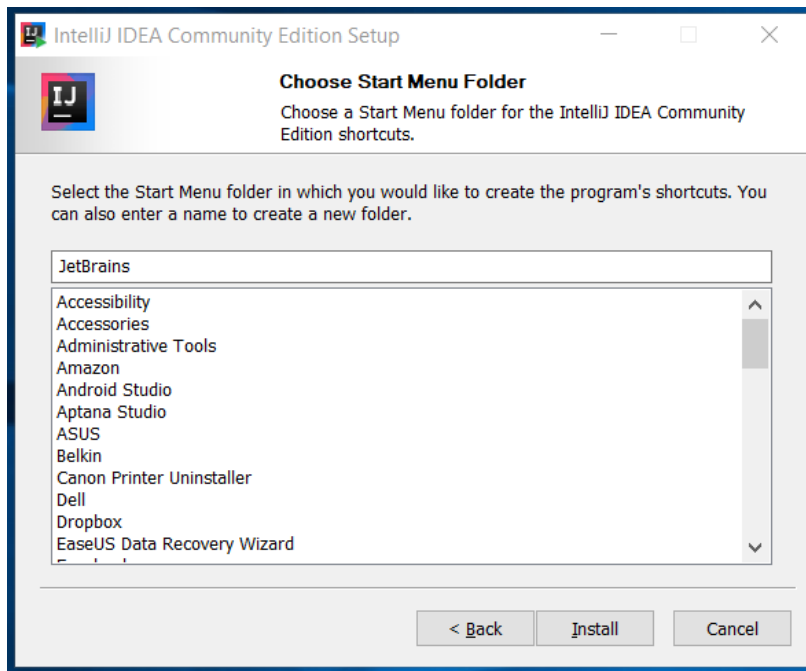 IntelliJ IDEA Community Edition Setup
IJ
Choose Start Menu Folder
Choose a Start Menu folder for the IntelliJ IDEA Community
Edition shortcuts.
Select the Start Menu folder in which you would like to create the program's shortcuts. You
can also enter a name to create a new folder.
JetBrains
Accessibility
Accessories
Administrative Tools
Amazon
Android Studio
Aptana Studio
ASUS
Belkin
Canon Printer Uninstaller
Dell
Dropbox
EaseUS Data Recovery Wizard
< Back Install Cancel